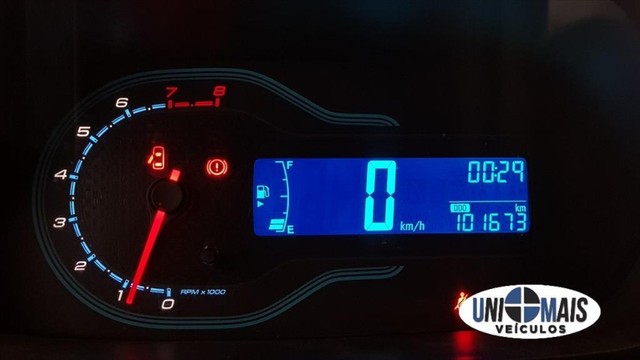 7 8
6
5
4
3
2
1 0
RPM x1000
F
E
0 km/h
00:29
km
000
101673
UNI MAIS
VEÍCULOS